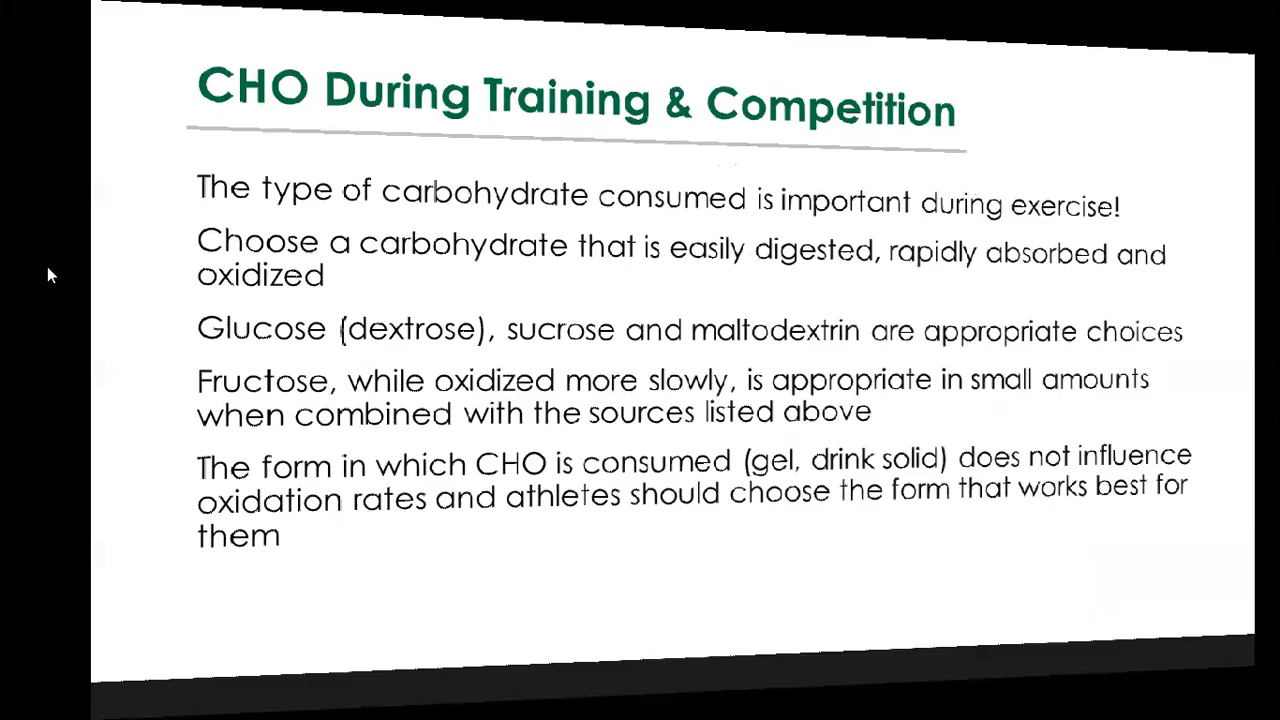 CHO During Training & Competition
The type of carbohydrate consumed is important during exercise!
Choose a carbohydrate that is easily digested, rapidly absorbed and
oxidized
Glucose (dextrose), sucrose and maltodextrin are appropriate choices
Fructose, while oxidized more slowly, is appropriate in small amounts
when combined with the sources listed above
The form in which CHO is consumed (gel, drink solid) does not influence
oxidation rates and athletes should choose the form that works best for
them